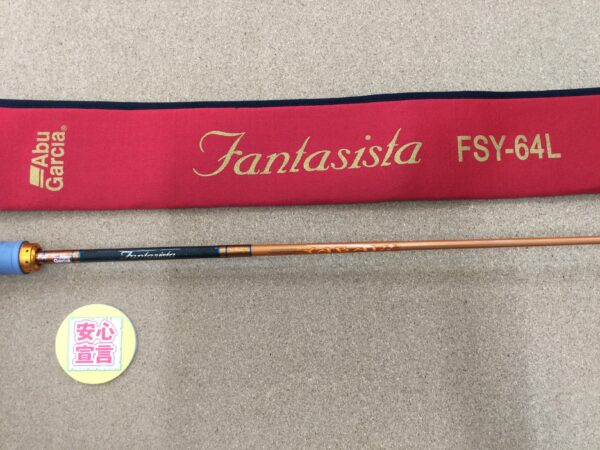 Abu
Garcia®
Fantasista FSY-64L
Fantasista
安心
宣言